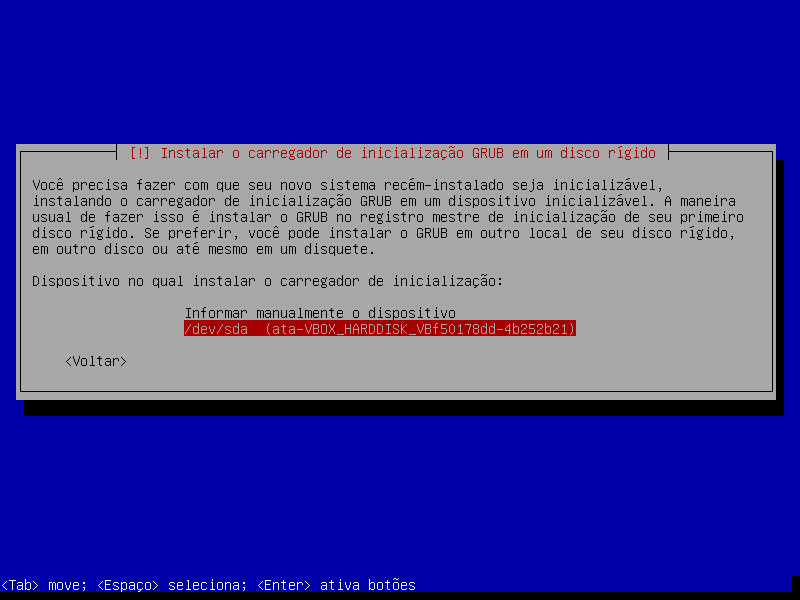 [!] Instalar o carregador de inicialização GRUB em um disco rígido
Você precisa fazer com que seu novo sistema recém-instalado seja inicializável,
instalando o carregador de inicialização GRUB em um dispositivo inicializável. A maneira
usual de fazer isso é instalar o GRUB no registro mestre de inicialização de seu primeiro
disco rígido. Se preferir, você pode instalar o GRUB em outro local de seu disco rígido,
em outro disco ou até mesmo em um disquete.
Dispositivo no qual instalar o carregador de inicialização:
Informar manualmente o dispositivo
/dev/sda  (ata-VBOX_HARDDISK_VBf50178dd-4b252b21)
<Voltar>
<Tab> move; <Espaço> seleciona; <Enter> ativa botões